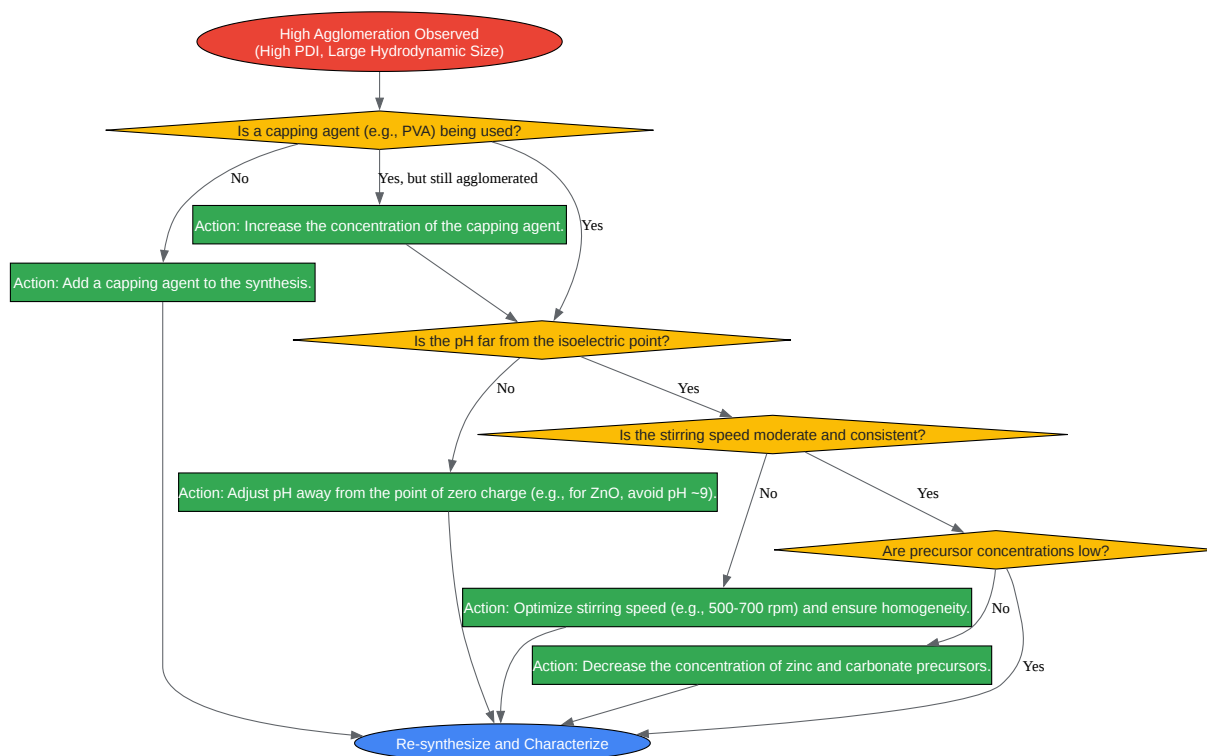 High Agglomeration Observed
(High PDI, Large Hydrodynamic Size)
Is a capping agent (e.g., PVA) being used?
No
Yes, but still agglomerated
Action: Increase the concentration of the capping agent.
Yes
Action: Add a capping agent to the synthesis.
Is the pH far from the isoelectric point?
No
Yes
Is the stirring speed moderate and consistent?
Action: Adjust pH away from the point of zero charge (e.g., for ZnO, avoid pH ~9).
No
Yes
Are precursor concentrations low?
Action: Optimize stirring speed (e.g., 500-700 rpm) and ensure homogeneity.
No
Action: Decrease the concentration of zinc and carbonate precursors.
Yes
Re-synthesize and Characterize